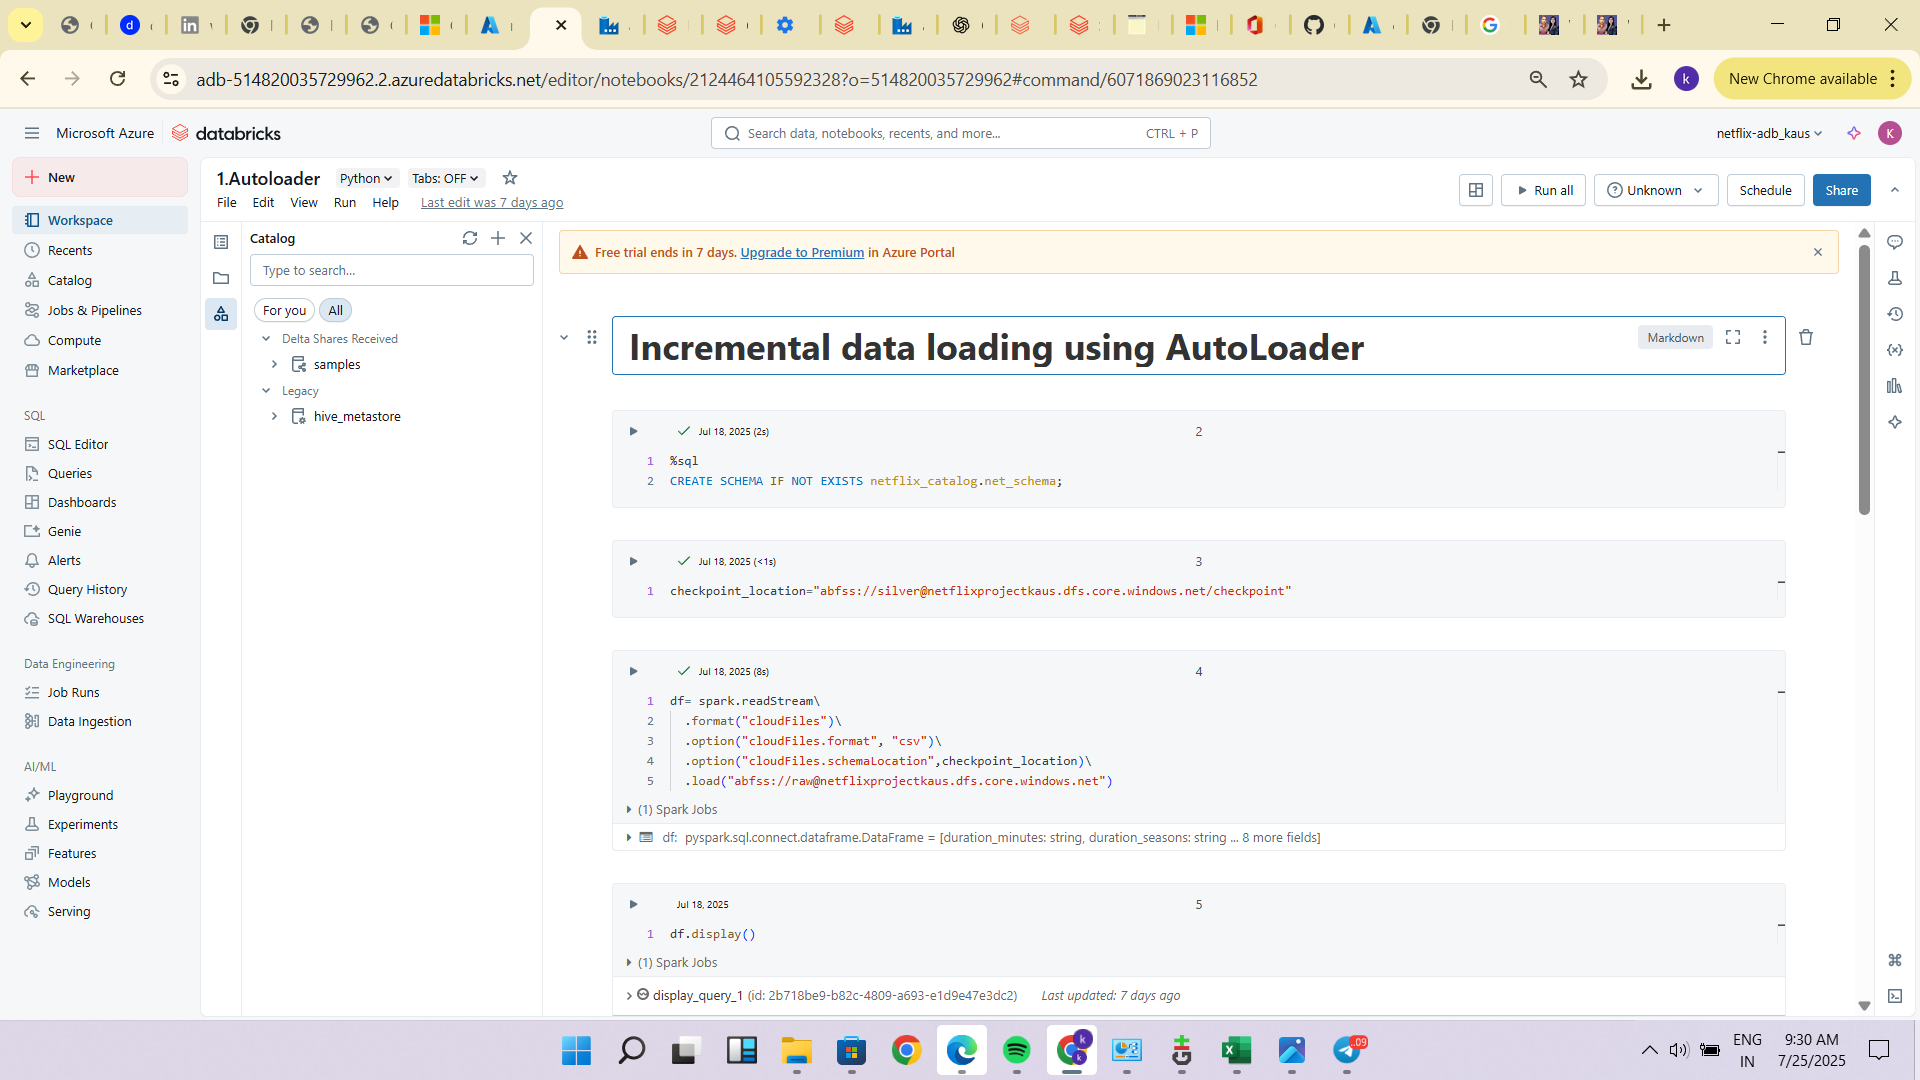 adb-514820035729962.2.azuredatabricks.net/editor/notebooks/2124464105592328?o=514820035729962#command/6071869023116852
k
New Chrome available
Microsoft Azure
databricks
Search data, notebooks, recents, and more...
CTRL + P
netflix-adb_kaus
K
New
Workspace
Recents
Catalog
Jobs & Pipelines
Compute
Marketplace
SQL
SQL Editor
Queries
Dashboards
Genie
Alerts
Query History
SQL Warehouses
Data Engineering
Job Runs
Data Ingestion
AI/ML
Playground
Experiments
Features
Models
Serving
1.Autoloader
Python
Tabs: OFF
File Edit View Run Help
Last edit was 7 days ago
Run all
Unknown
Schedule
Share
Catalog
Type to search...
For you
All
Delta Shares Received
samples
Legacy
hive_metastore
Free trial ends in 7 days. Upgrade to Premium in Azure Portal
Incremental data loading using AutoLoader
Markdown
Jul 18, 2025 (2s)
2
1 %sql
2 CREATE SCHEMA IF NOT EXISTS netflix_catalog.net_schema;
Jul 18, 2025 (<1s)
3
1 checkpoint_location="abfss://silver@netflixprojectkaus.dfs.core.windows.net/checkpoint"
Jul 18, 2025 (8s)
4
1 df= spark.readStream\
2 .format("cloudFiles")\
3 .option("cloudFiles.format", "csv")\
4 .option("cloudFiles.schemaLocation",checkpoint_location)\
5 .load("abfss://raw@netflixprojectkaus.dfs.core.windows.net")
(1) Spark Jobs
df: pyspark.sql.connect.dataframe.DataFrame = [duration_minutes: string, duration_seasons: string ... 8 more fields]
Jul 18, 2025
5
1 df.display()
(1) Spark Jobs
display_query_1 (id: 2b718be9-b82c-4809-a693-e1d9e47e3dc2)
Last updated: 7 days ago
ENG
IN
9:30 AM
7/25/2025